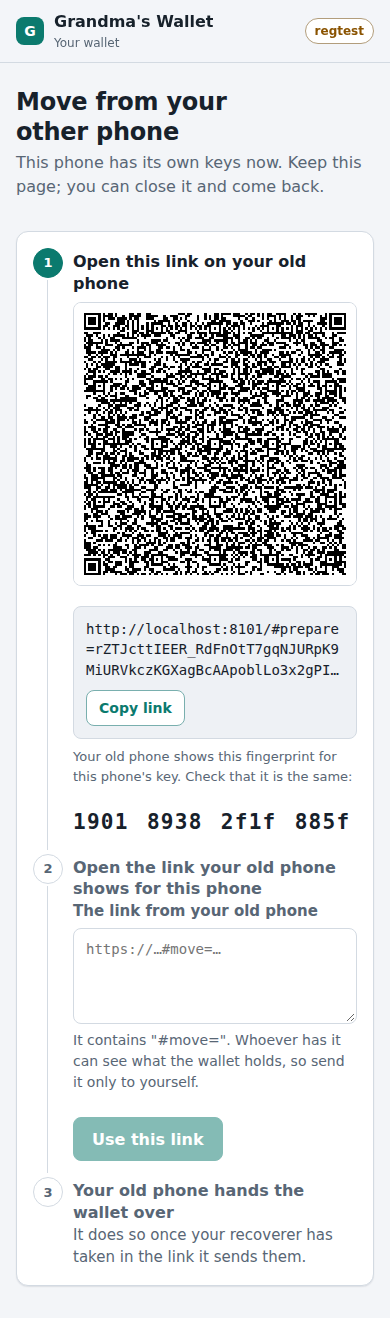 G
Grandma's Wallet
Your wallet
regtest
Move from your
other phone
This phone has its own keys now. Keep this
page; you can close it and come back.
1
Open this link on your old
phone
http://localhost:8101/#prepare
=rZTJcttIEER_RdFnOtT7gqNJURpK9
MiURVkczKGXagBcAApoblLo3x2gPI…
Copy link
Your old phone shows this fingerprint for
this phone's key. Check that it is the same:
1901 8938 2f1f 885f
2
Open the link your old phone
shows for this phone
The link from your old phone
https://…#move=…
It contains "#move=". Whoever has it
can see what the wallet holds, so send
it only to yourself.
Use this link
3
Your old phone hands the
wallet over
It does so once your recoverer has
taken in the link it sends them.